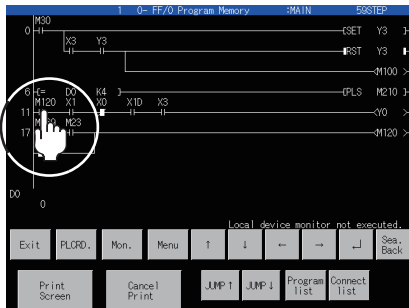 1 0- FF/0 Program Memory :MAIN 59STEP
M30
0 SET Y3
X3 Y3
RST Y3
M100
6 = D0 K4 PLS M210
M120 X1 X0 X1D X3
11 Y0
M23
17 M120
D0
0
Local device monitor not executed.
Exit PLCRD. Mon. Menu ↑ ↓ ← → ↵ Sea. Back
Print Screen Cancel Print JUMP↑ JUMP↓ Program list Connect list